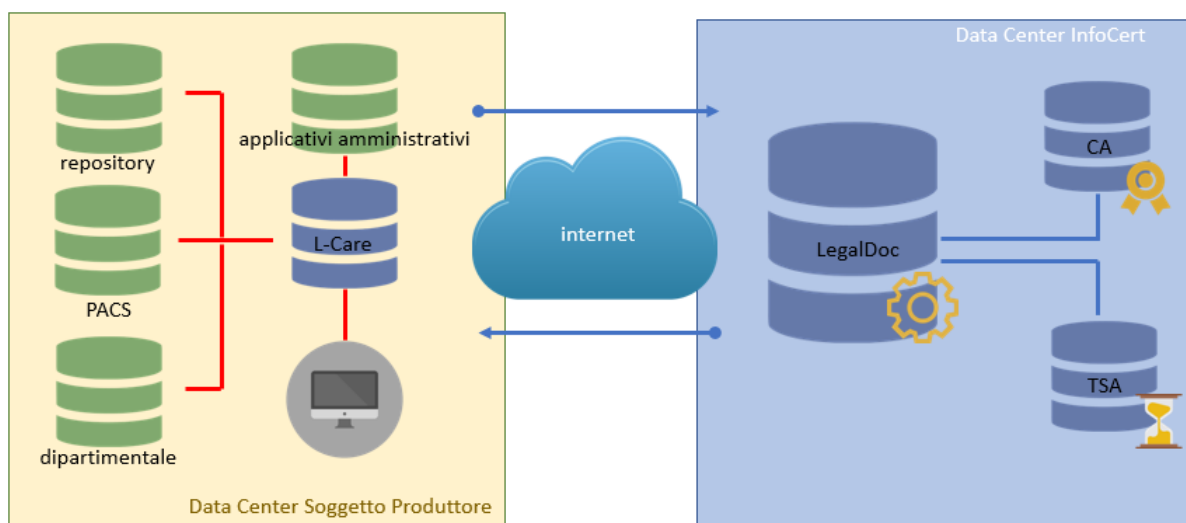 Data Center InfoCert
applicativi amministrativi
repository
CA
L-Care
internet
LegalDoc
PACS
TSA
dipartimentale
Data Center Soggetto Produttore